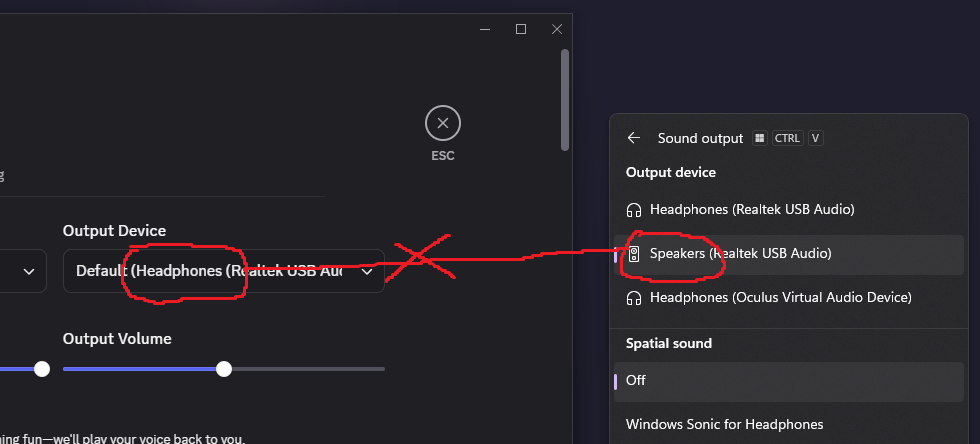 ESC
g
Output Device
Default (Headphones (Realtek USB Aud
Output Volume
ning fun—we'll play your voice back to you.
Sound output CTRL V
Output device
Headphones (Realtek USB Audio)
Speakers (Realtek USB Audio)
Headphones (Oculus Virtual Audio Device)
Spatial sound
Off
Windows Sonic for Headphones